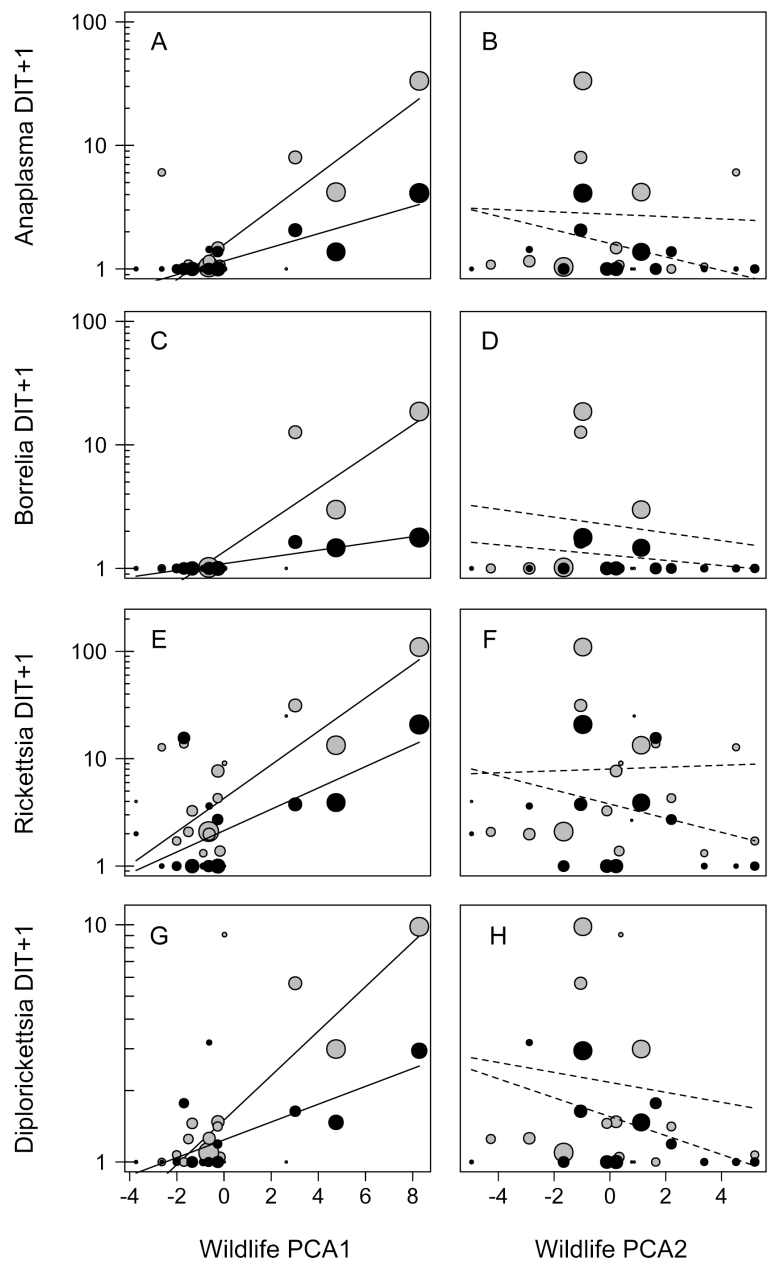 Anaplasma DIT+1
100
10
1
A
B
Borrelia DIT+1
100
10
1
C
D
Rickettsia DIT+1
100
10
1
E
F
Diplorickettsia DIT+1
10
1
G
H
-4 -2 0 2 4 6 8
-4 -2 0 2 4
Wildlife PCA1
Wildlife PCA2